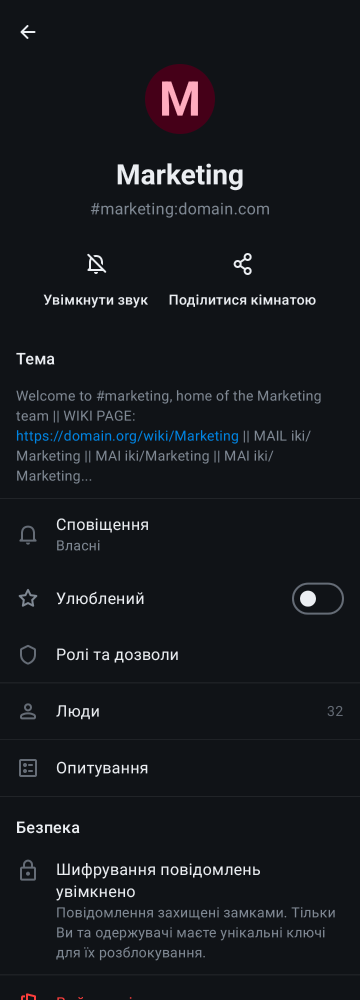 M
Marketing
#marketing:domain.com
Увімкнути звук
Поділитися кімнатою
Тема
Welcome to #marketing, home of the Marketing
team || WIKI PAGE:
https://domain.org/wiki/Marketing || MAIL iki/
Marketing || MAI iki/Marketing || MAI iki/
Marketing...
Сповіщення
Власні
Улюблений
Ролі та дозволи
Люди 32
Опитування
Безпека
Шифрування повідомлень
увімкнено
Повідомлення захищені замками. Тільки
Ви та одержувачі маєте унікальні ключі
для їх розблокування.